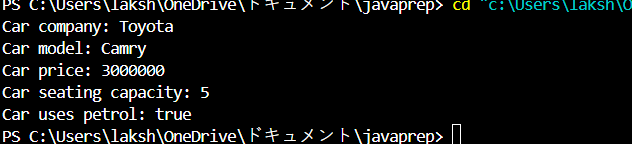 PS C:\Users\laksh\OneDrive\ドキュメント\javaprep> cd "c:\Users\laksh\O
Car company: Toyota
Car model: Camry
Car price: 3000000
Car seating capacity: 5
Car uses petrol: true
PS C:\Users\laksh\OneDrive\ドキュメント\javaprep>